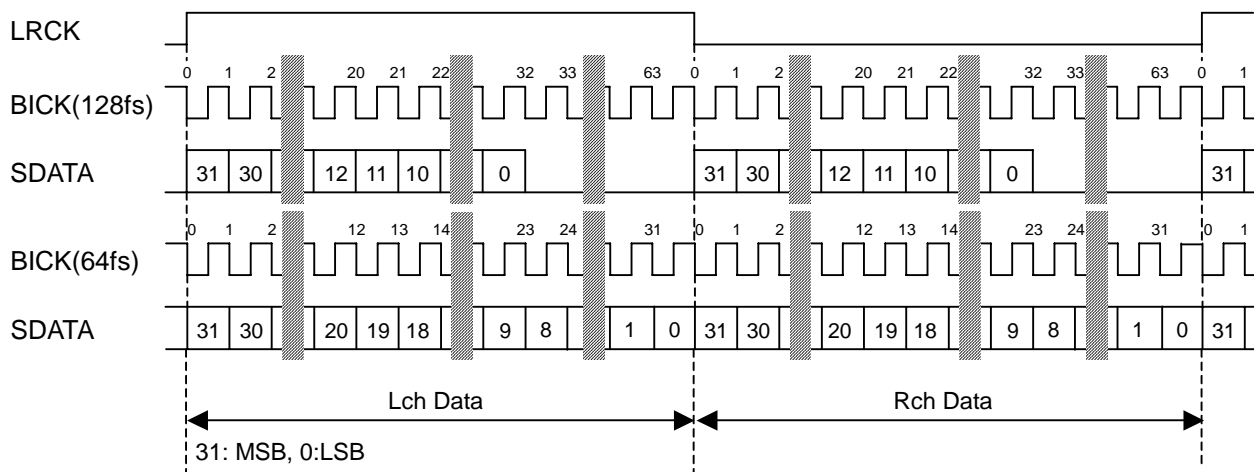 LRCK
0 1 2 20 21 22 32 33 63 0 1 2 20 21 22 32 33 63 0 1
BICK(128fs)
SDATA 31 30 12 11 10 0 31 30 12 11 10 0 31
0 1 2 12 13 14 23 24 31 0 1 2 12 13 14 23 24 31 0 1
BICK(64fs)
SDATA 31 30 20 19 18 9 8 1 0 31 30 20 19 18 9 8 1 0 31
Lch Data Rch Data
31: MSB, 0:LSB